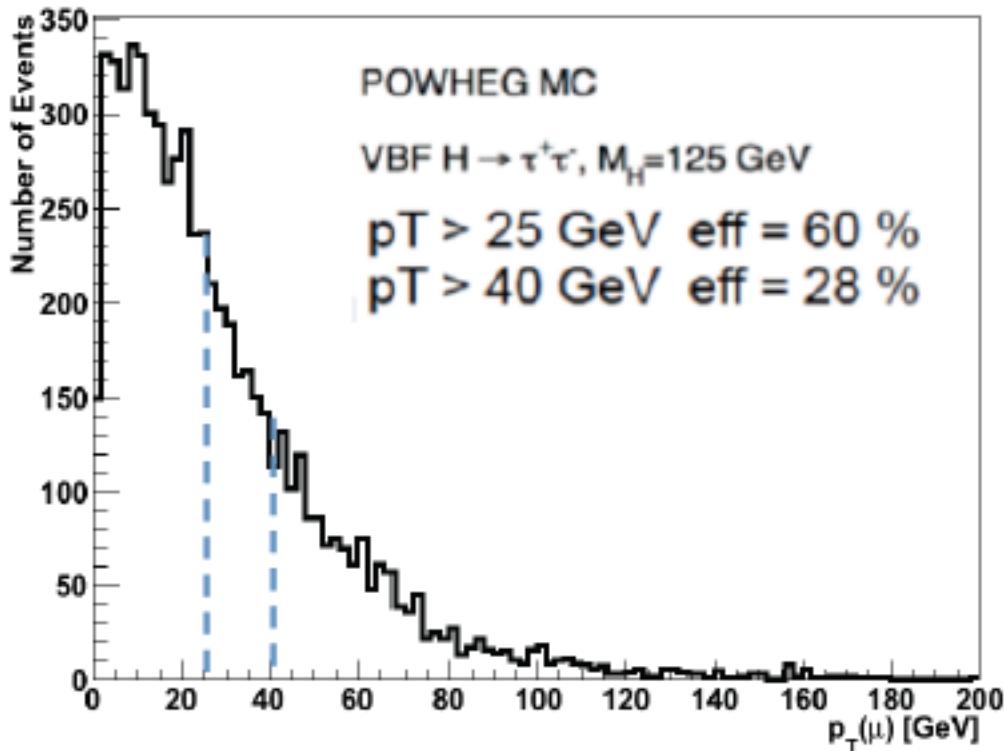 350
300
250
200
150
100
50
0
Number of Events
POWHEG MC
VBF H → τ⁺τ⁻, M_H=125 GeV
pT > 25 GeV eff = 60 %
pT > 40 GeV eff = 28 %
0 20 40 60 80 100 120 140 160 180 200
p_T(μ) [GeV]